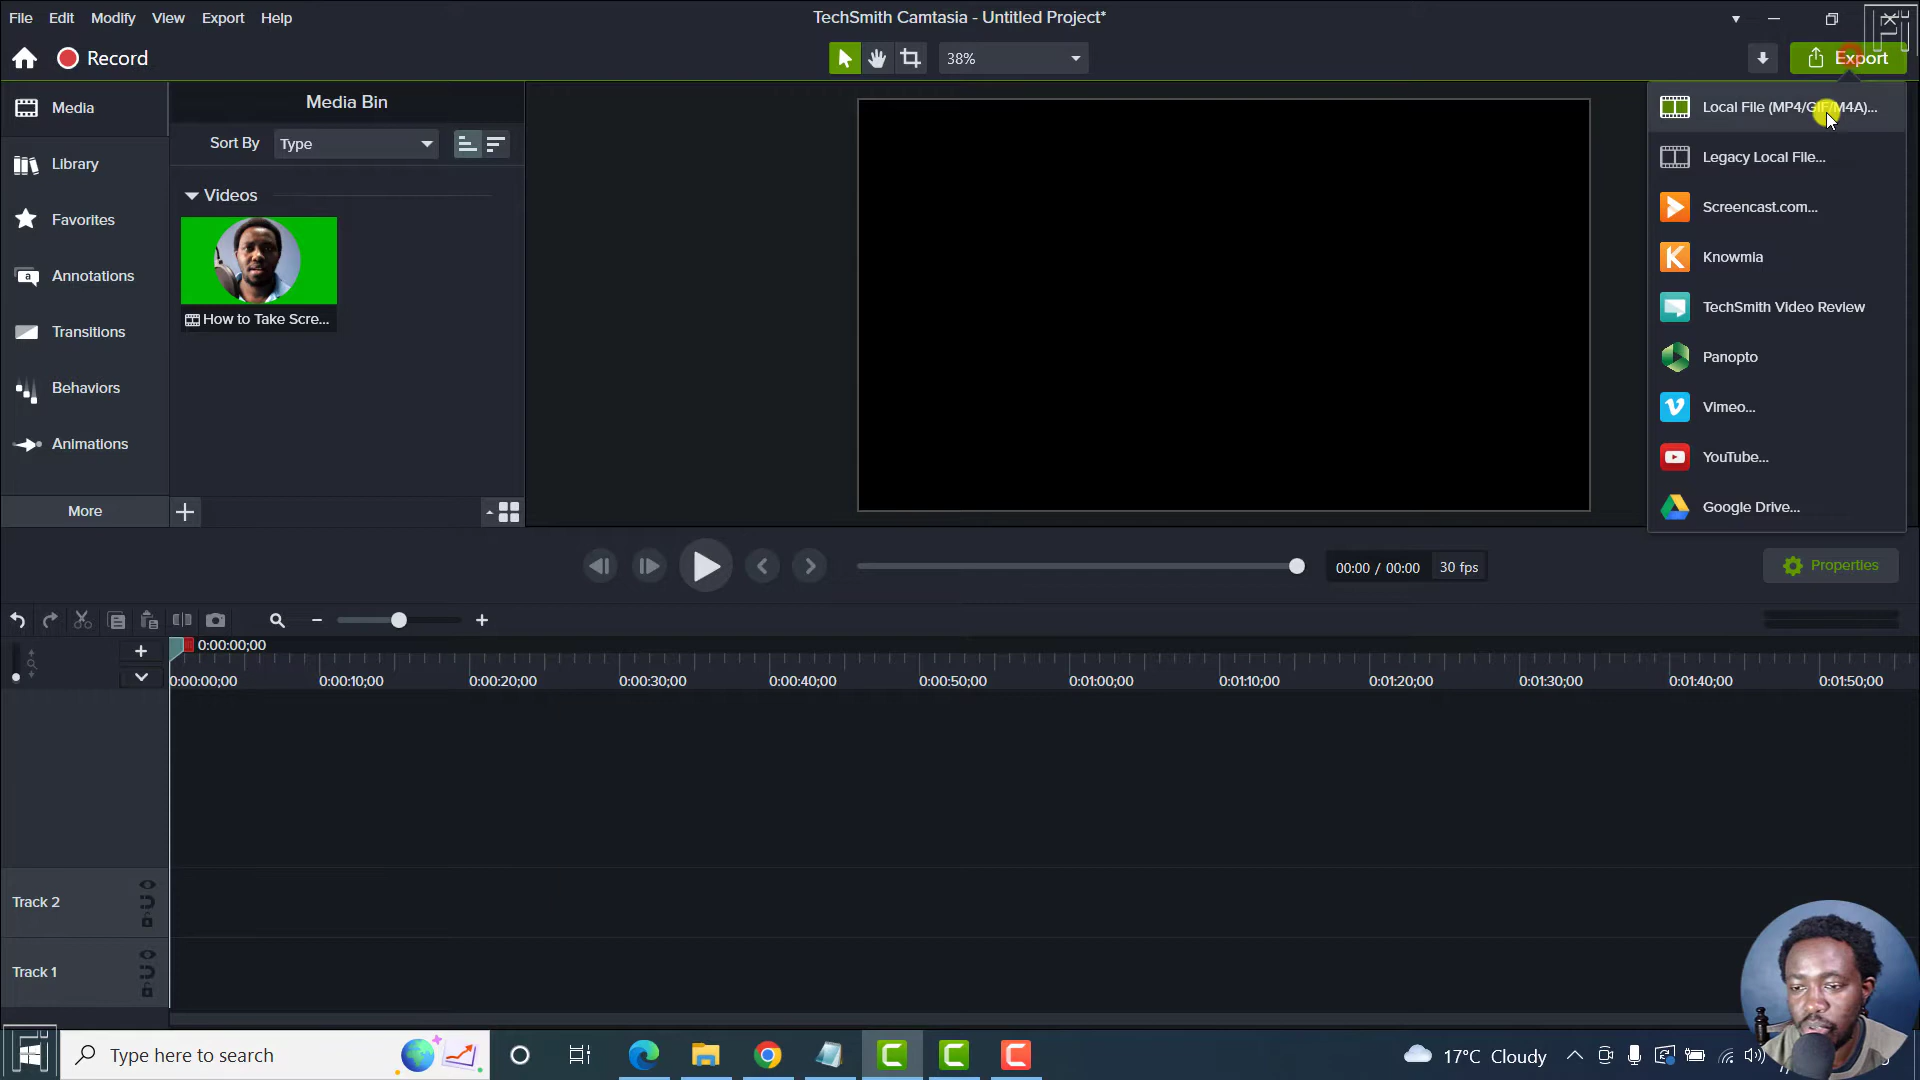 File Edit Modify View Export Help
TechSmith Camtasia - Untitled Project*
Record
38%
Export
Media
Library
Favorites
Annotations
Transitions
Behaviors
Animations
More
Media Bin
Sort By Type
Videos
How to Take Scre...
Local File (MP4/GIF/M4A)...
Legacy Local File...
Screencast.com...
Knowmia
TechSmith Video Review
Panopto
Vimeo...
YouTube...
Google Drive...
00:00 / 00:00 30 fps
Properties
0:00:00;00
0:00:00;00 0:00:10;00 0:00:20;00 0:00:30;00 0:00:40;00 0:00:50;00 0:01:00;00 0:01:10;00 0:01:20;00 0:01:30;00 0:01:40;00 0:01:50;00
Track 2
Track 1
Type here to search
17°C Cloudy